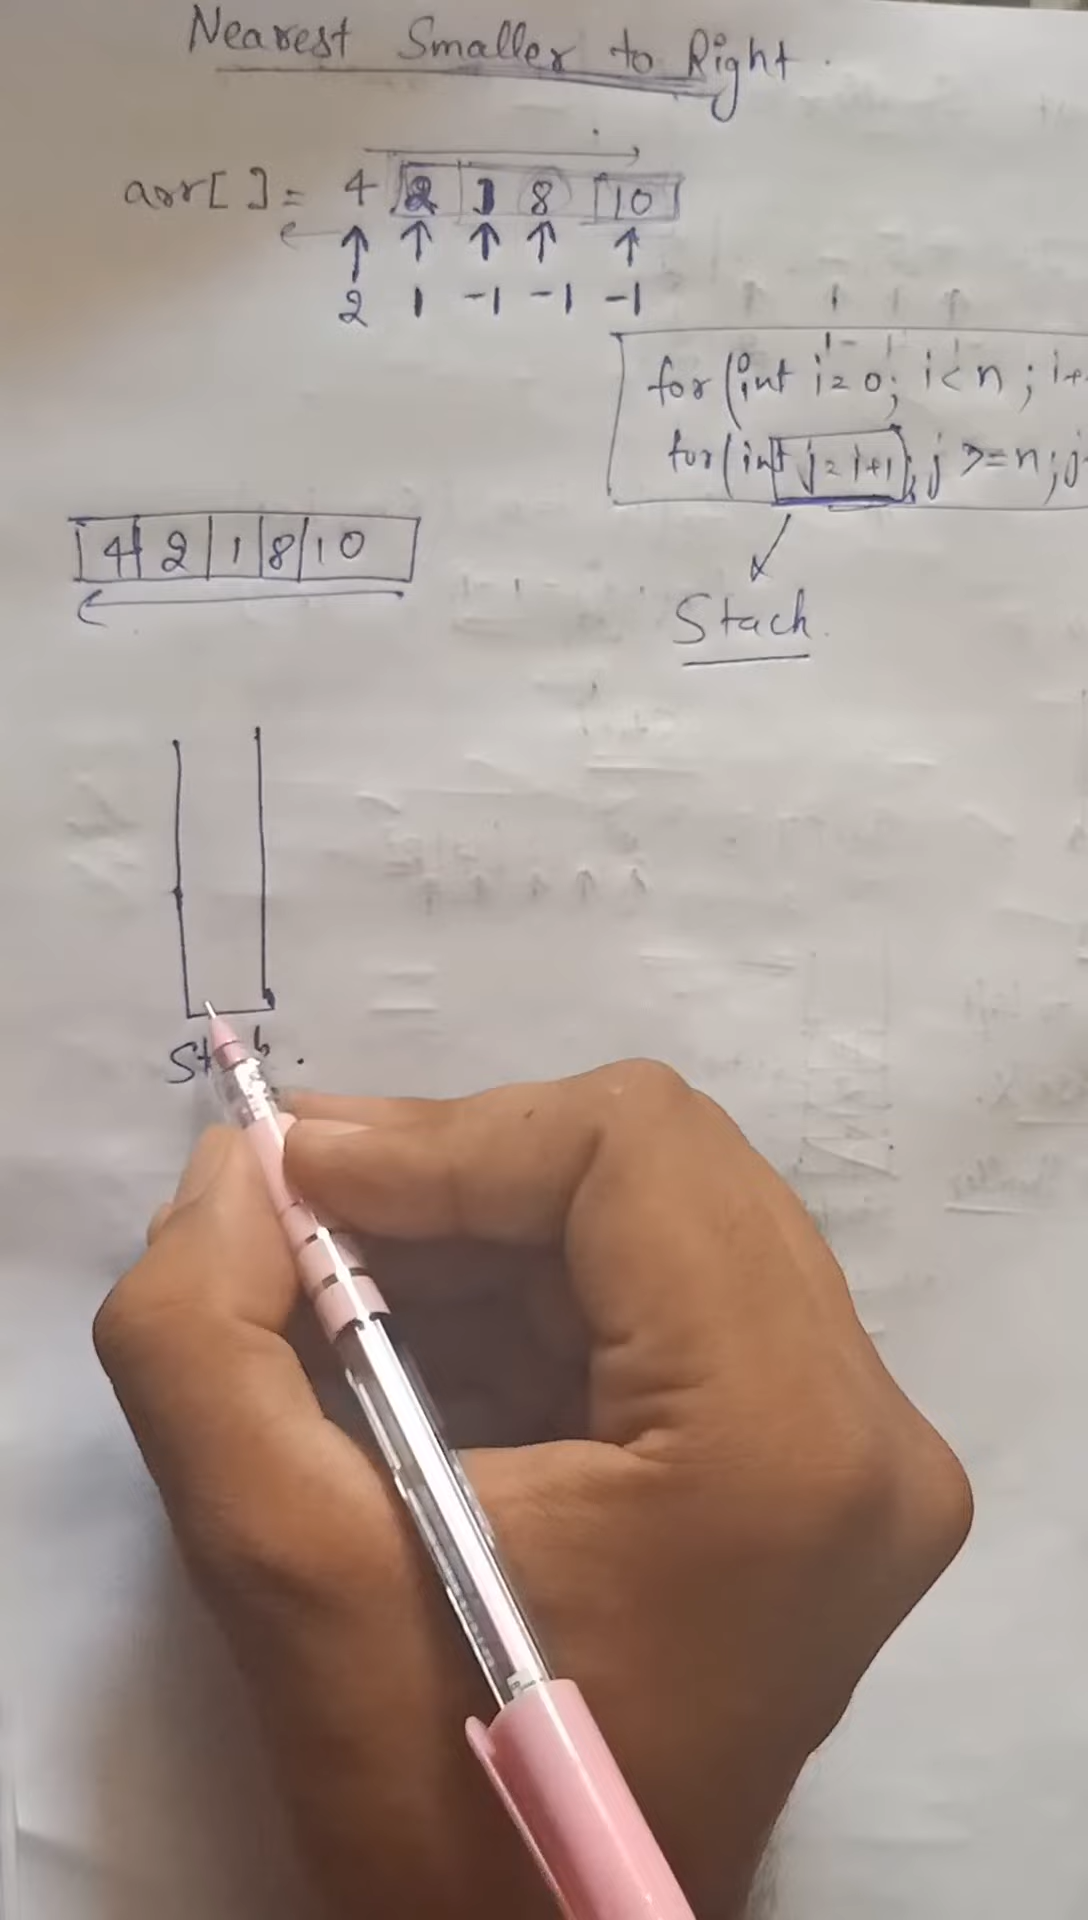 Nearest Smaller to Right.
arr[ ] = 4 2 1 8 10
2 1 -1 -1 -1
for (int i=0; i<n; i+
for (int j=i+1; j>=n; j
4 2 1 8 10
Stack.